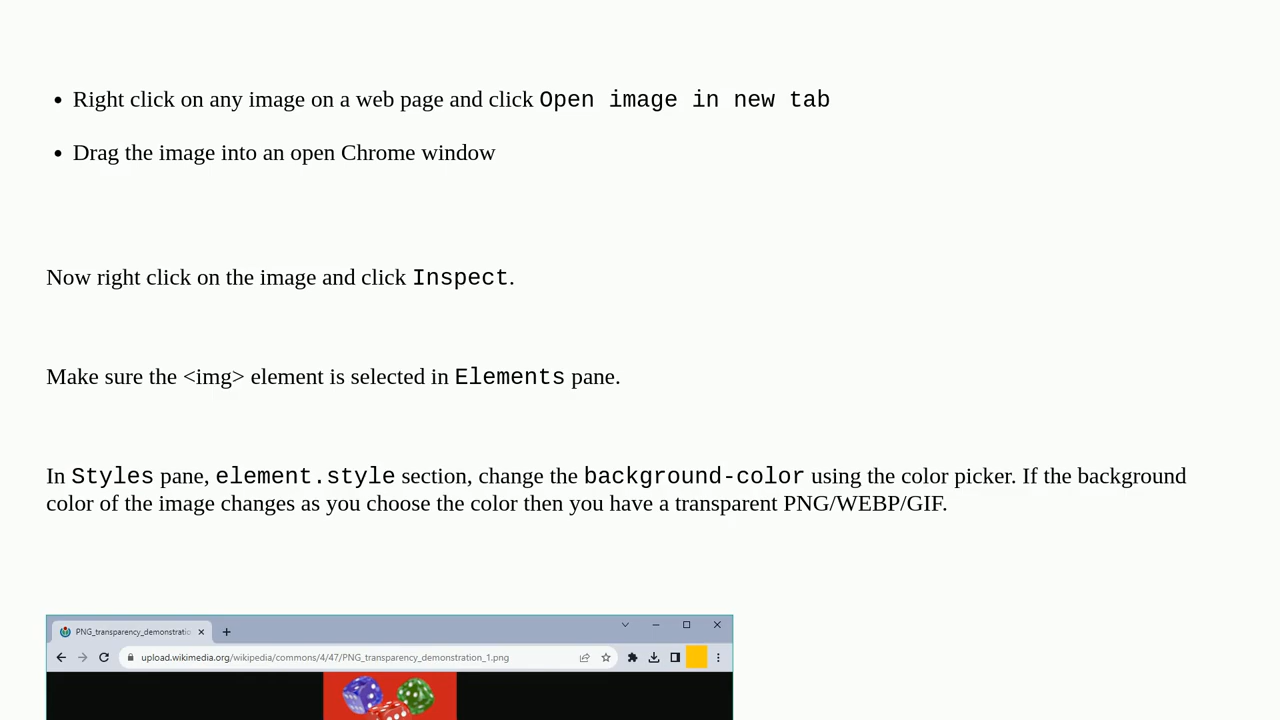 Right click on any image on a web page and click Open image in new tab
Drag the image into an open Chrome window
Now right click on the image and click Inspect.
Make sure the <img> element is selected in Elements pane.
In Styles pane, element.style section, change the background-color using the color picker. If the background
color of the image changes as you choose the color then you have a transparent PNG/WEBP/GIF.
PNG_transparency_demonstratio
upload.wikimedia.org/wikipedia/commons/4/47/PNG_transparency_demonstration_1.png